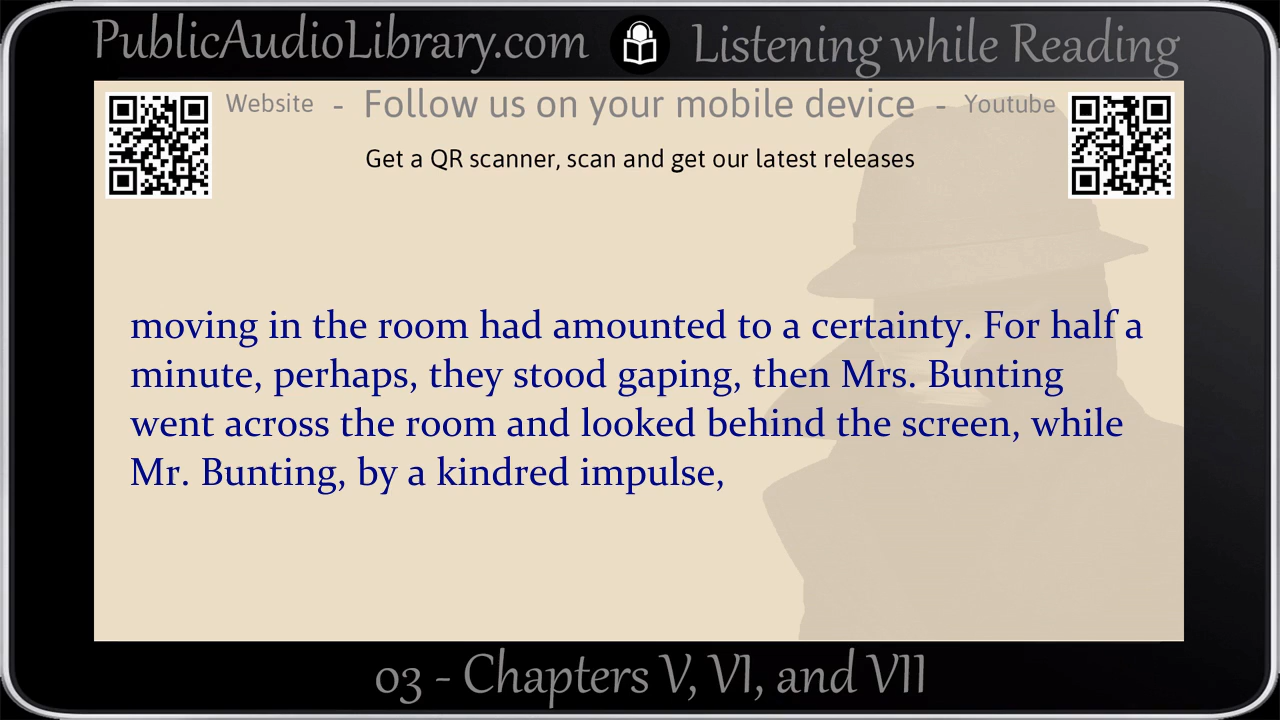 PublicAudioLibrary.com Listening while Reading
Website - Follow us on your mobile device - Youtube
Get a QR scanner, scan and get our latest releases
moving in the room had amounted to a certainty. For half a
minute, perhaps, they stood gaping, then Mrs. Bunting
went across the room and looked behind the screen, while
Mr. Bunting, by a kindred impulse,
03 - Chapters V, VI, and VII